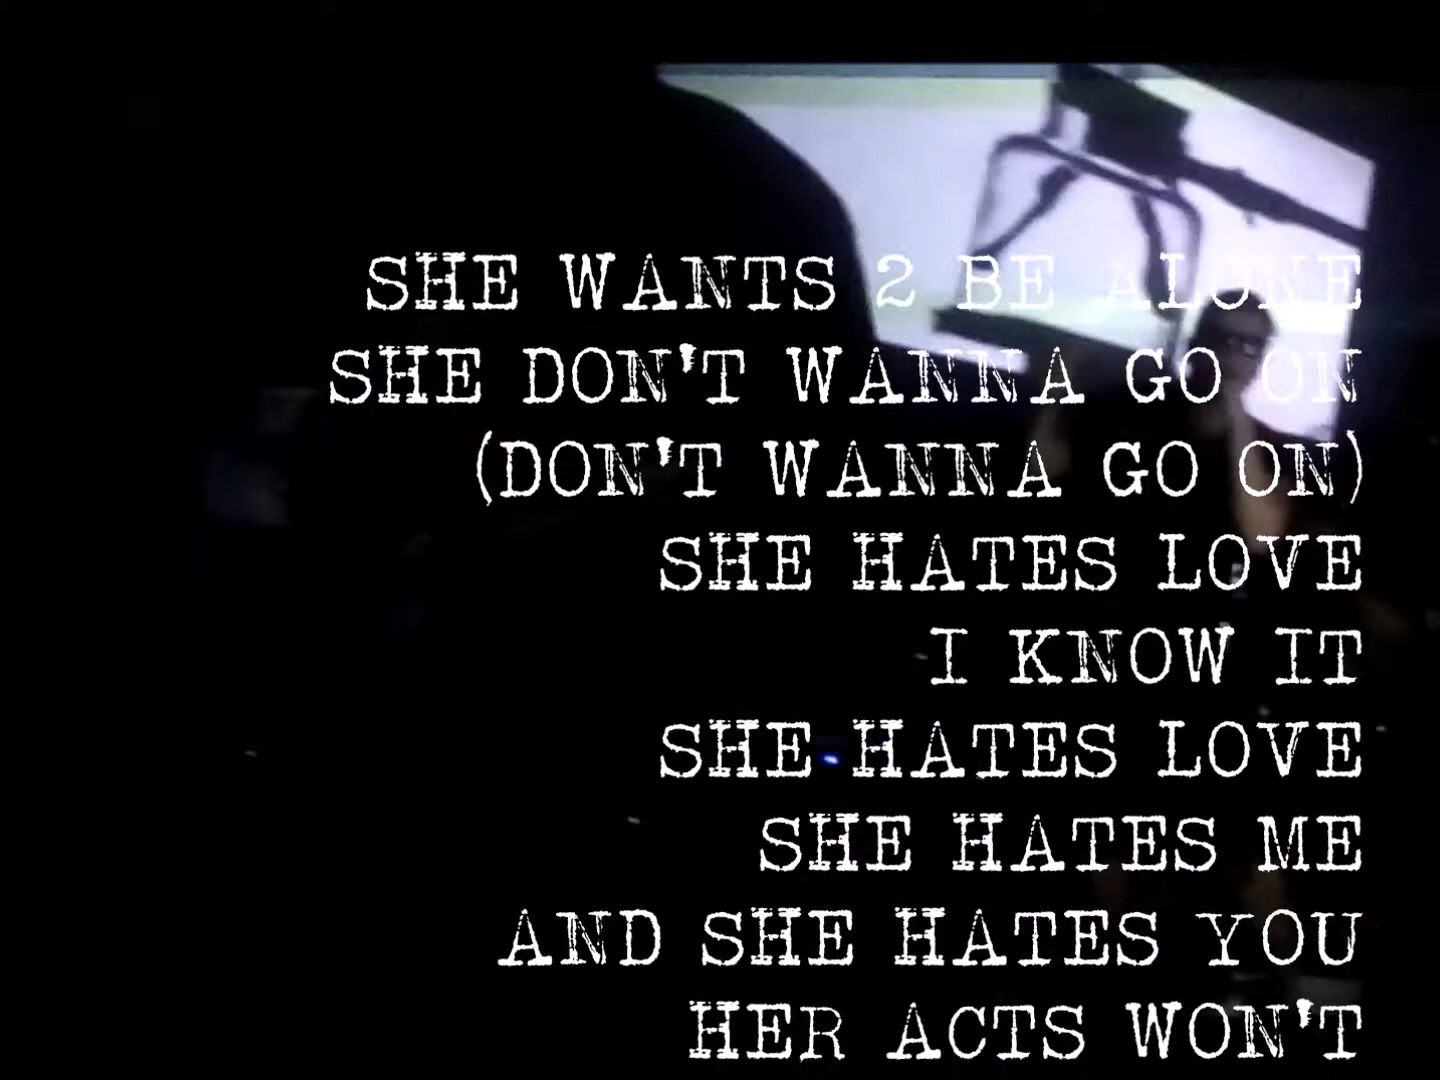 SHE WANTS 2 BE ALONE
SHE DON'T WANNA GO ON
(DON'T WANNA GO ON)
SHE HATES LOVE
I KNOW IT
SHE HATES LOVE
SHE HATES ME
AND SHE HATES YOU
HER ACTS WON'T